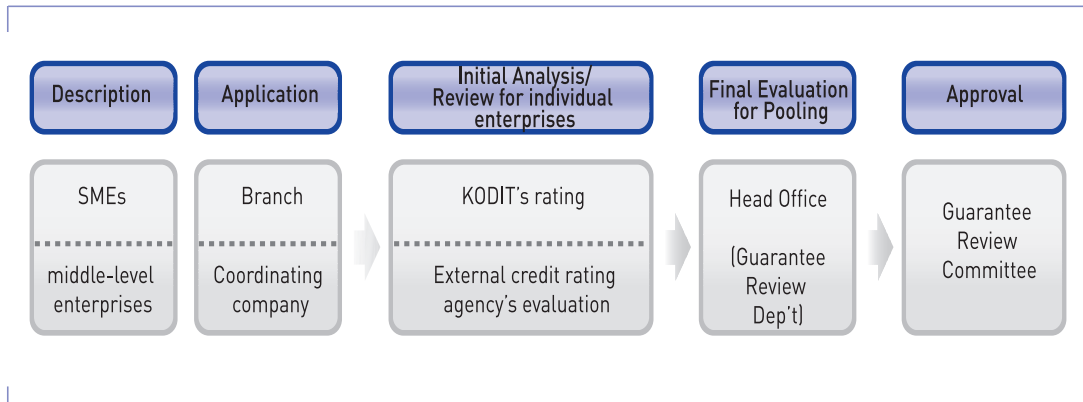 Description
Application
Initial Analysis/
Review for individual
enterprises
Final Evaluation
for Pooling
Approval
SMEs
middle-level
enterprises
Branch
Coordinating
company
KODIT's rating
External credit rating
agency's evaluation
Head Office
(Guarantee
Review
Dep't)
Guarantee
Review
Committee